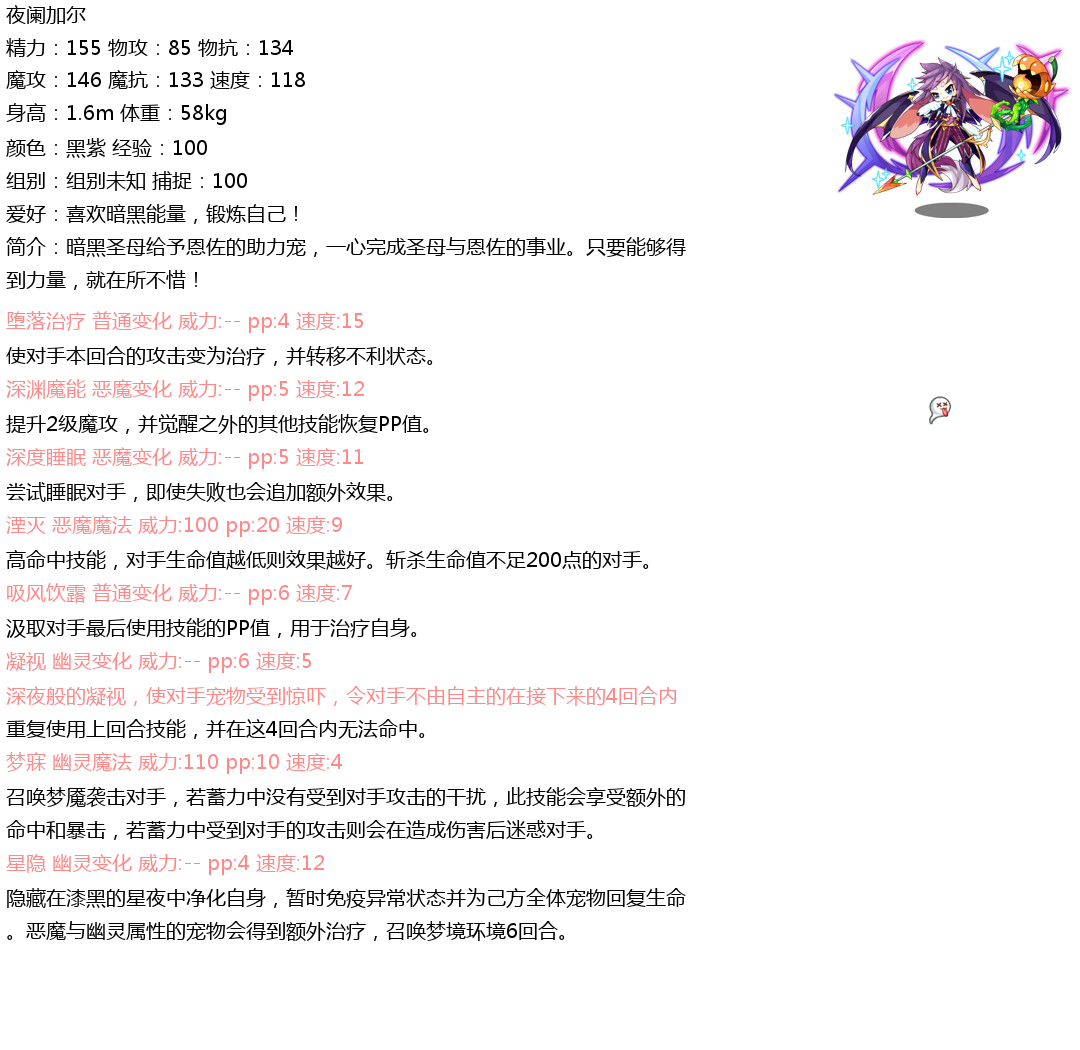 夜阑加尔
精力：155 物攻：85 物抗：134
魔攻：146 魔抗：133 速度：118
身高：1.6m 体重：58kg
颜色：黑紫 经验：100
组别：组别未知 捕捉：100
爱好：喜欢暗黑能量，锻炼自己！
简介：暗黑圣母给予恩佐的助力宠，一心完成圣母与恩佐的事业。只要能够得
到力量，就在所不惜！
堕落治疗 普通变化 威力:-- pp:4 速度:15
使对手本回合的攻击变为治疗，并转移不利状态。
深渊魔能 恶魔变化 威力:-- pp:5 速度:12
提升2级魔攻，并觉醒之外的其他技能恢复PP值。
深度睡眠 恶魔变化 威力:-- pp:5 速度:11
尝试睡眠对手，即使失败也会追加额外效果。
湮灭 恶魔魔法 威力:100 pp:20 速度:9
高命中技能，对手生命值越低则效果越好。斩杀生命值不足200点的对手。
吸风饮露 普通变化 威力:-- pp:6 速度:7
汲取对手最后使用技能的PP值，用于治疗自身。
凝视 幽灵变化 威力:-- pp:6 速度:5
深夜般的凝视，使对手宠物受到惊吓，令对手不由自主的在接下来的4回合内
重复使用上回合技能，并在这4回合内无法命中。
梦寐 幽灵魔法 威力:110 pp:10 速度:4
召唤梦魇袭击对手，若蓄力中没有受到对手攻击的干扰，此技能会享受额外的
命中和暴击，若蓄力中受到对手的攻击则会在造成伤害后迷惑对手。
星隐 幽灵变化 威力:-- pp:4 速度:12
隐藏在漆黑的星夜中净化自身，暂时免疫异常状态并为己方全体宠物回复生命
。恶魔与幽灵属性的宠物会得到额外治疗，召唤梦境环境6回合。